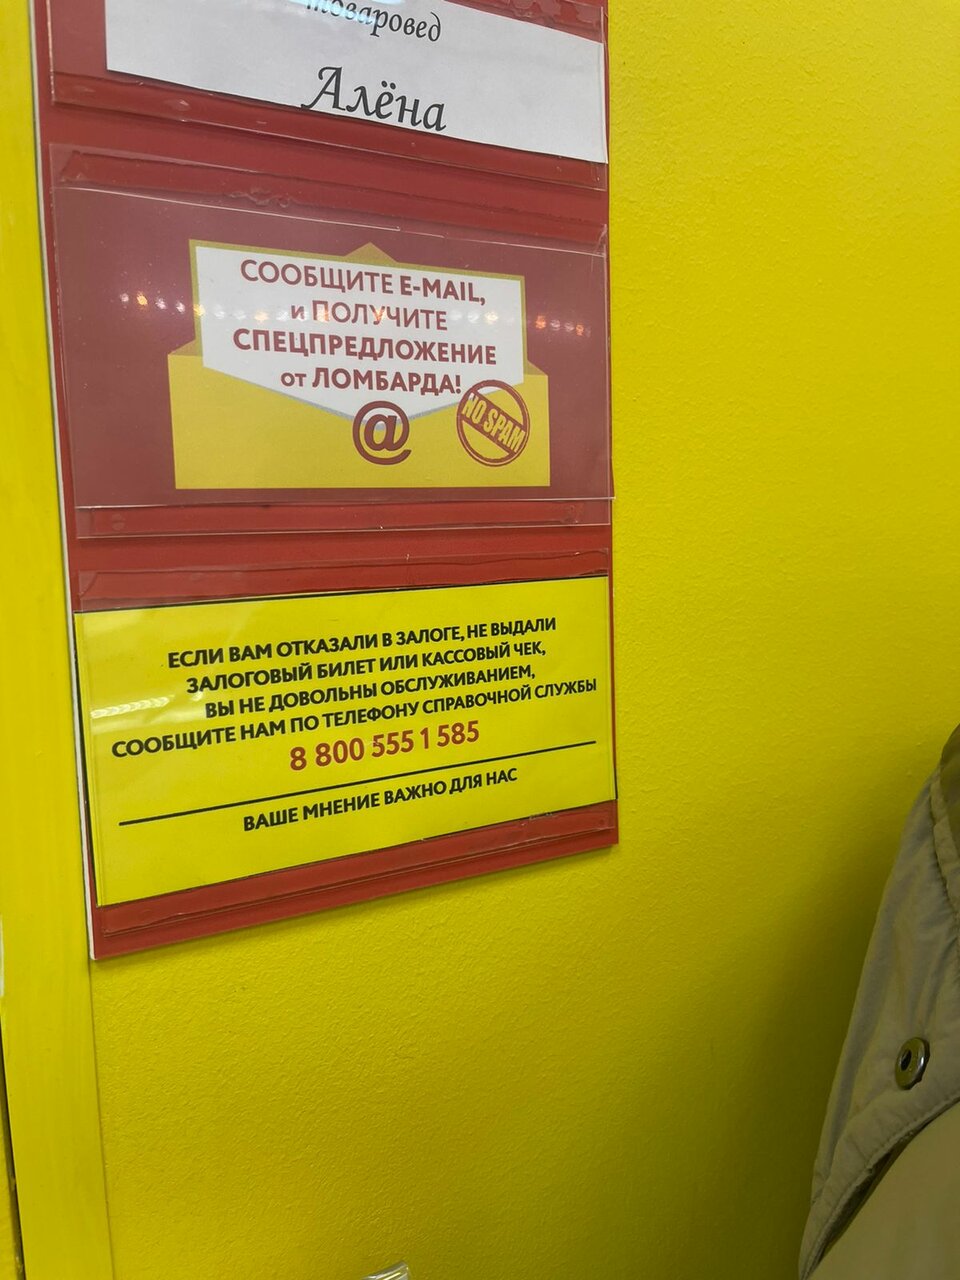 товаровед
Алёна
СООБЩИТЕ E-MAIL,
и ПОЛУЧИТЕ
СПЕЦПРЕДЛОЖЕНИЕ
от ЛОМБАРДА!
@
NO SPAM
ЕСЛИ ВАМ ОТКАЗАЛИ В ЗАЛОГЕ, НЕ ВЫДАЛИ
ЗАЛОГОВЫЙ БИЛЕТ ИЛИ КАССОВЫЙ ЧЕК,
ВЫ НЕ ДОВОЛЬНЫ ОБСЛУЖИВАНИЕМ,
СООБЩИТЕ НАМ ПО ТЕЛЕФОНУ СПРАВОЧНОЙ СЛУЖБЫ
8 800 555 1 585
ВАШЕ МНЕНИЕ ВАЖНО ДЛЯ НАС